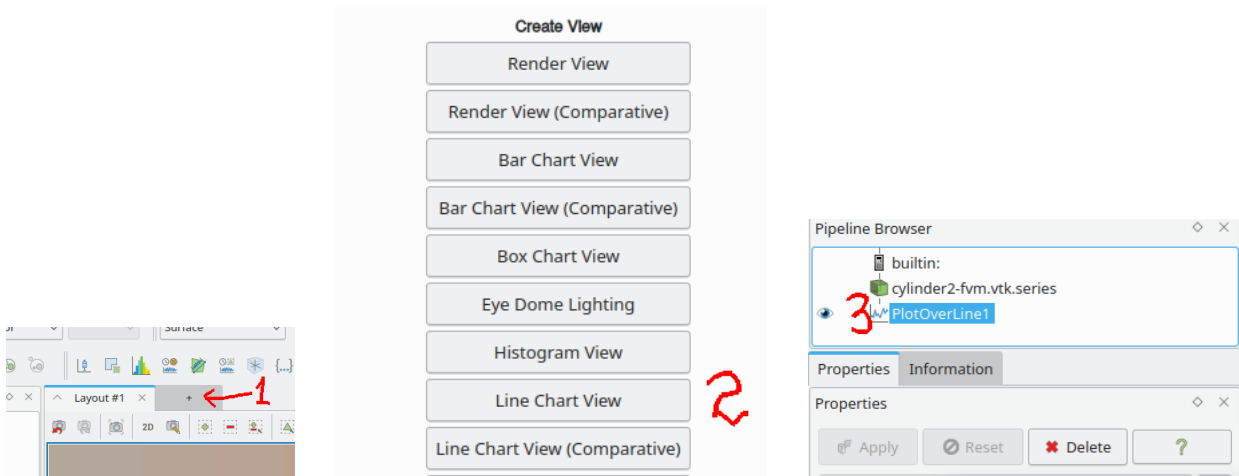 Create View
Render View
Render View (Comparative)
Bar Chart View
Bar Chart View (Comparative)
Box Chart View
Eye Dome Lighting
Histogram View
Line Chart View
Line Chart View (Comparative)
2
Surface
{...}
Layout #1
+
1
2D
Pipeline Browser
builtin:
cylinder2-fvm.vtk.series
3
PlotOverLine1
Properties Information
Properties
Apply Reset Delete ?